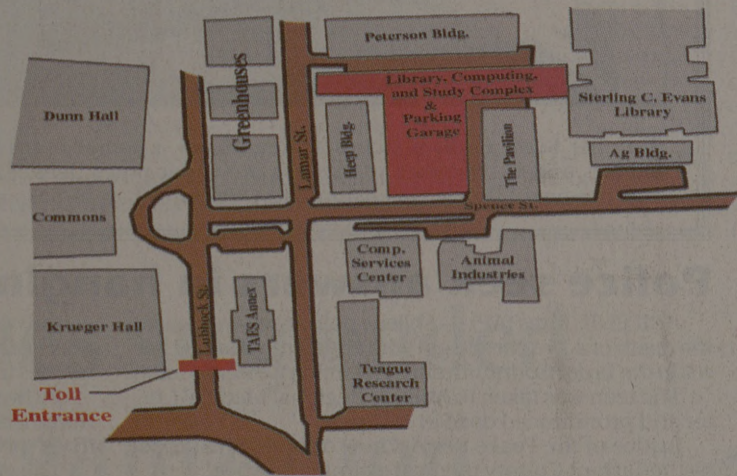 Peterson Bldg.
Greenhouses
Library, Computing,
and Study Complex
&
Parking
Garage
Dunn Hall
Sterling C. Evans
Library
Lamar St.
Heep Bldg.
The Pavilion
Ag Bldg.
Commons
Spence St.
Comp.
Services
Center
Animal
Industries
Lubbock St.
TAES Annex
Krueger Hall
Toll
Entrance
Teague
Research
Center